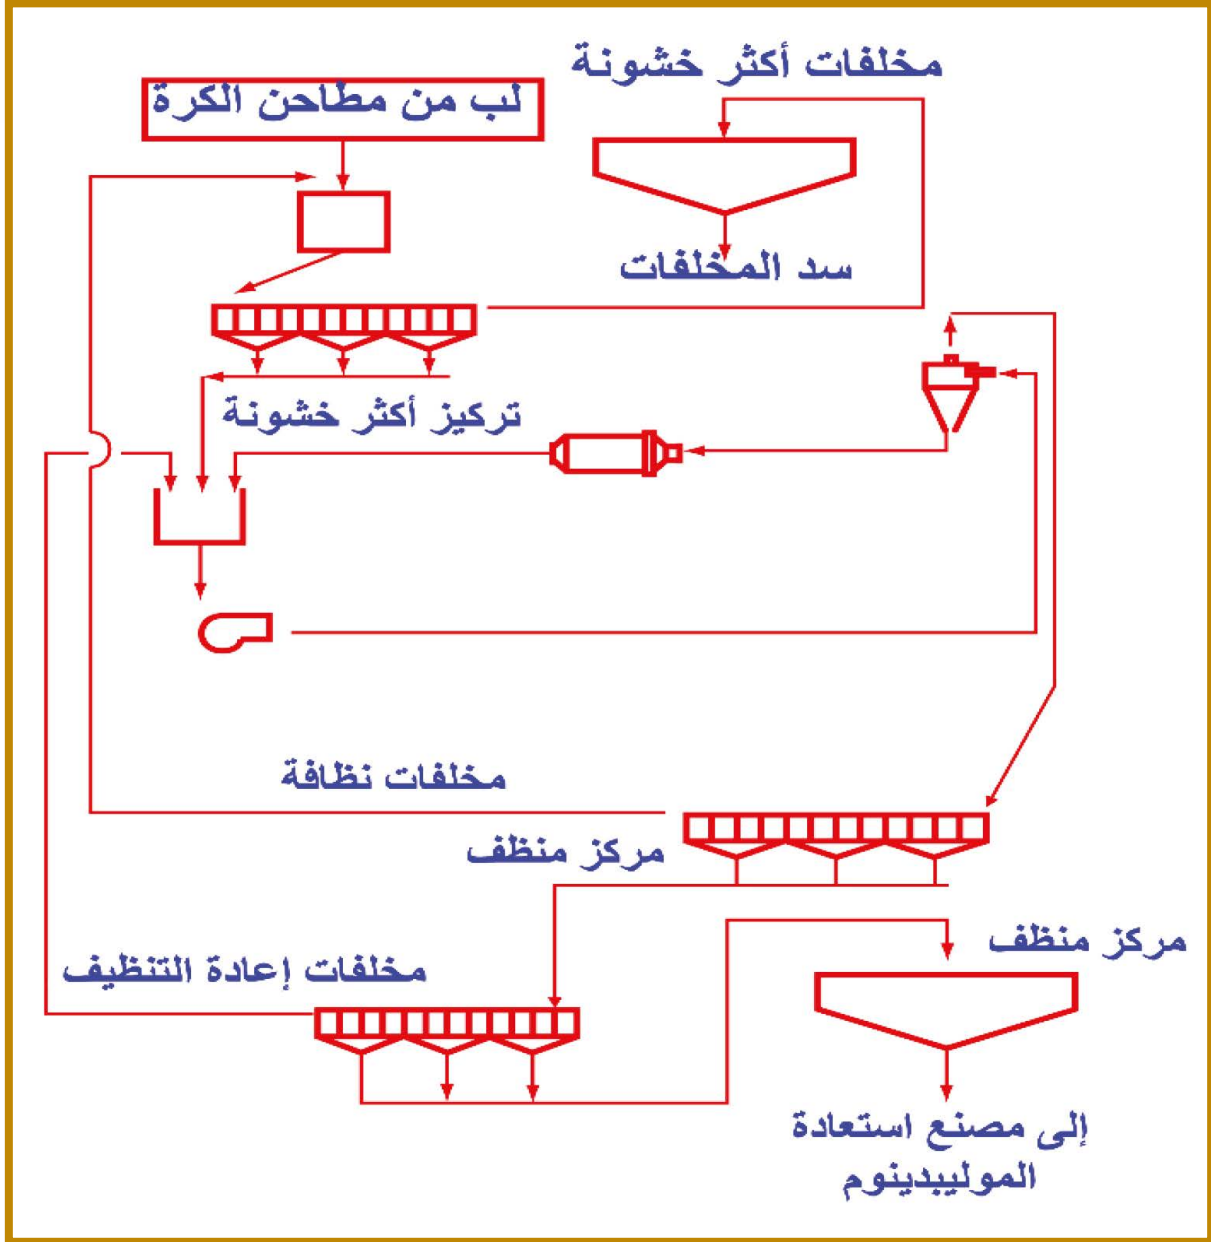 مخلفات أكثر خشونة
لب من مطاحن الكرة
سد المخلفات
تركيز أكثر خشونة
مخلفات نظافة
مركز منظف
مركز منظف
مخلفات إعادة التنظيف
إلى مصنع استعادة
الموليبدينوم